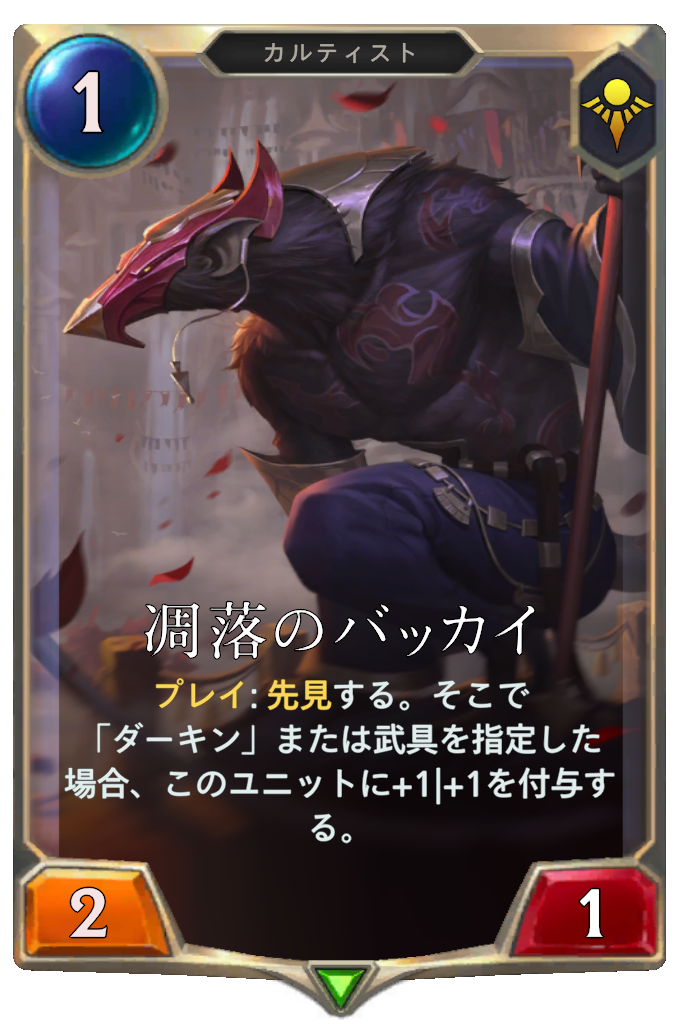 カルティスト
1
凋落のバッカイ
プレイ: 先見する。そこで
「ダーキン」または武具を指定した
場合、このユニットに+1|+1を付与す
る。
2
1